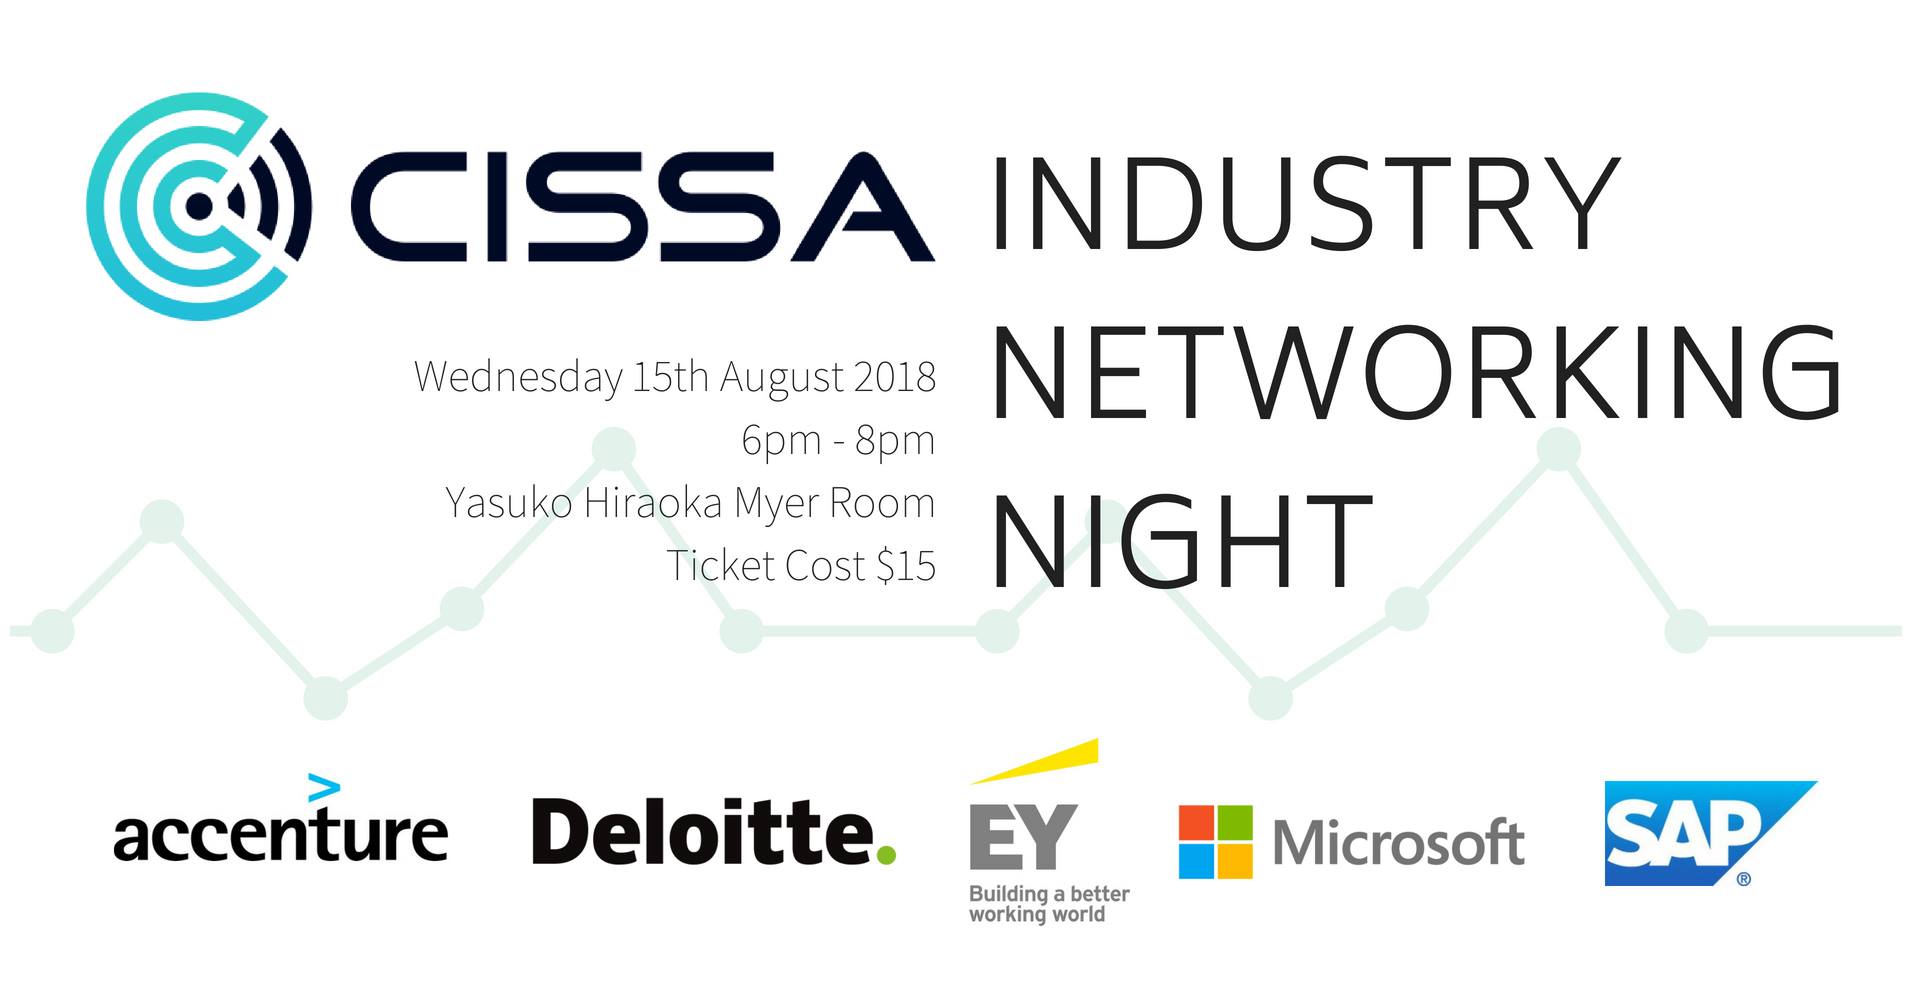 CISSA
INDUSTRY
NETWORKING
NIGHT
Wednesday 15th August 2018
6pm - 8pm
Yasuko Hiraoka Myer Room
Ticket Cost $15
accenture
Deloitte.
EY
Building a better
working world
Microsoft
SAP
®